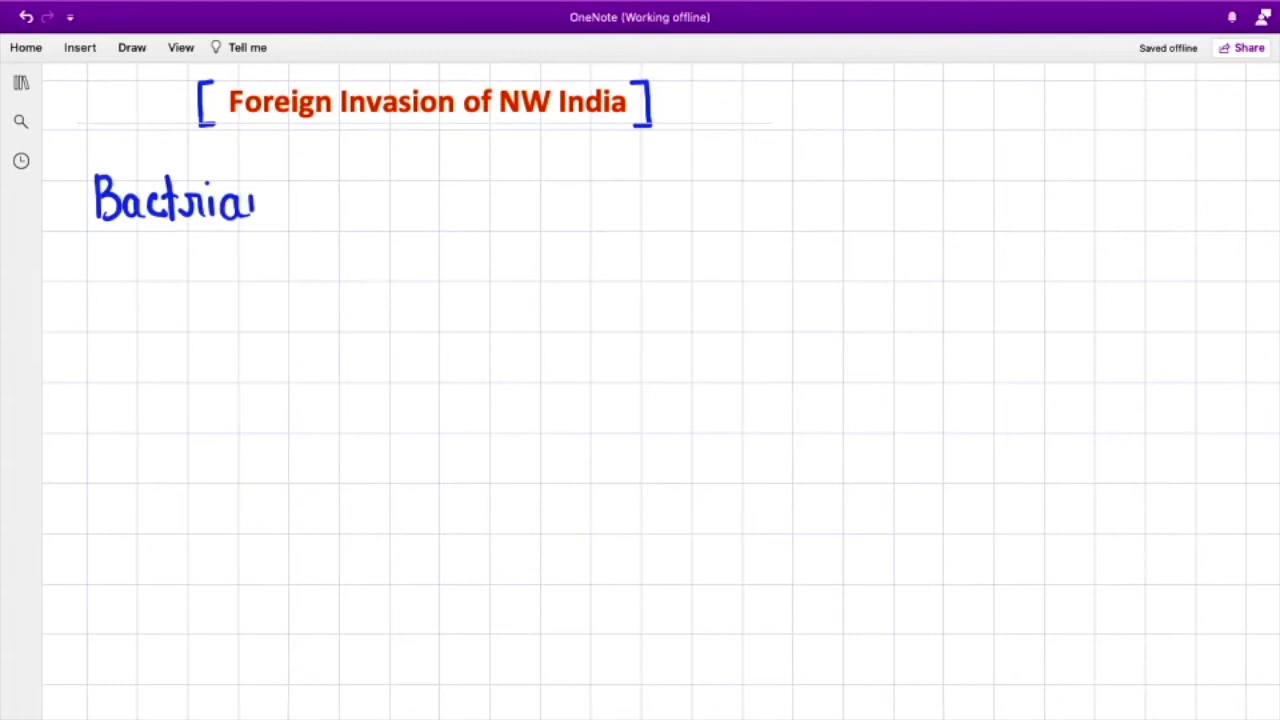 OneNote (Working offline)
Home Insert Draw View Tell me Saved offline Share
[ Foreign Invasion of NW India ]
Bactria